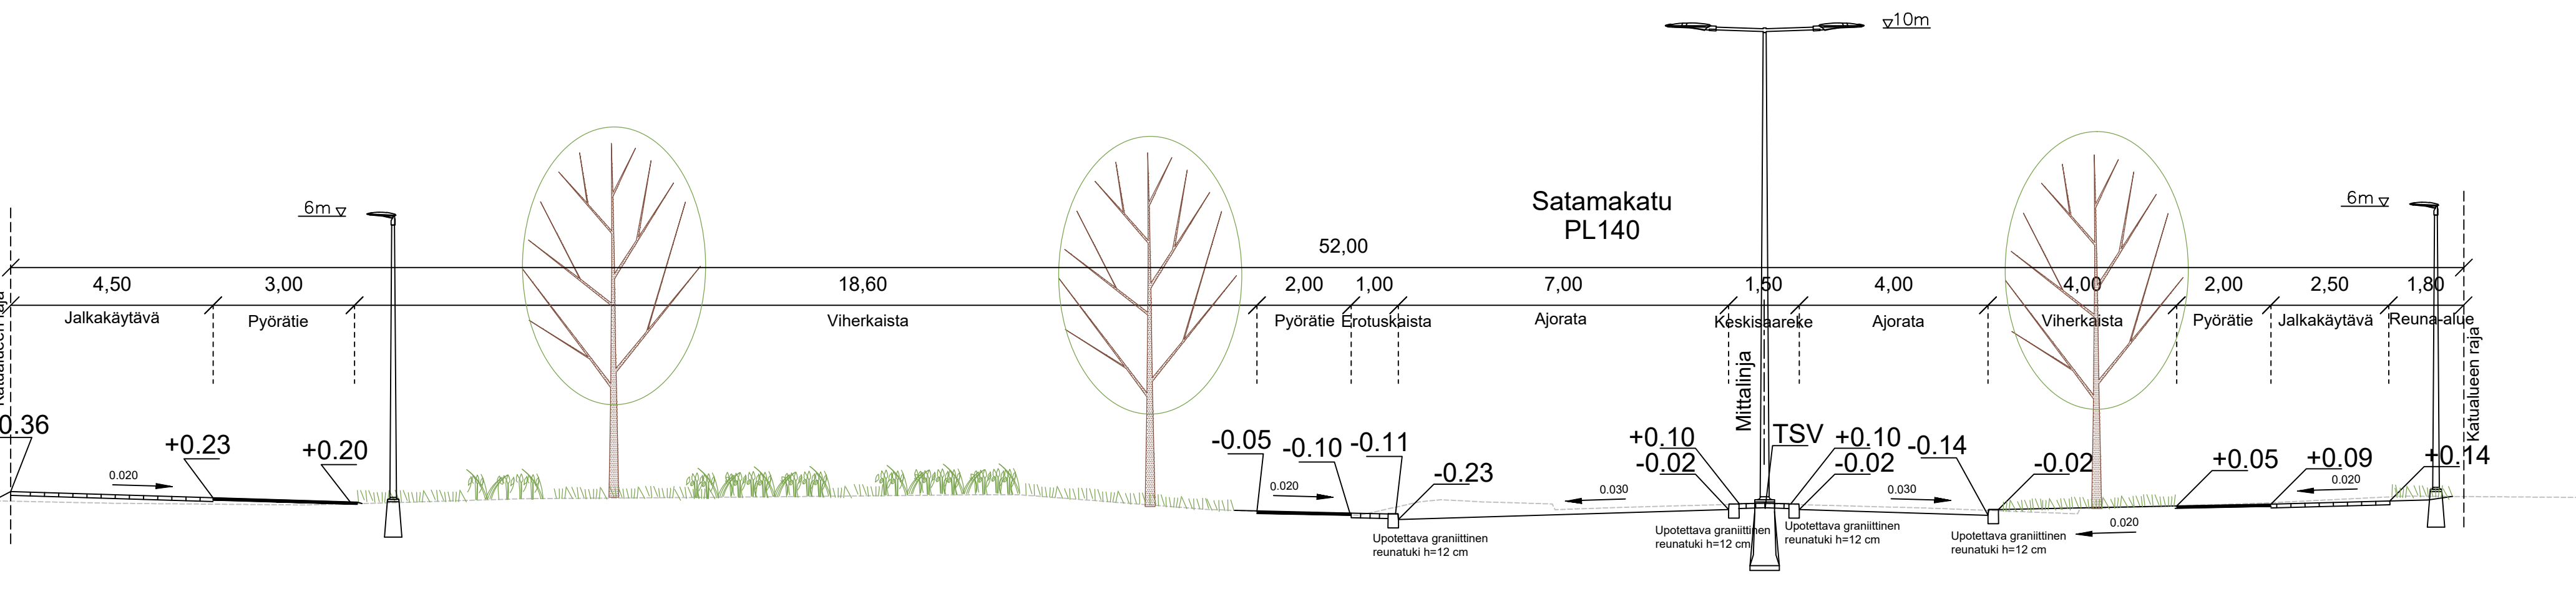 10m
6m
6m
Satamakatu
PL140
52,00
4,50 3,00 18,60 2,00 1,00 7,00 1,50 4,00 4,00 2,00 2,50 1,80
Jalkakäytävä Pyörätie Viherkaista Pyörätie Erotuskaista Ajorata Keskisaareke Ajorata Viherkaista Pyörätie Jalkakäytävä Reuna-alue
Mittalinja
Katualueen raja
0.36 +0.23 +0.20 -0.05 -0.10 -0.11 -0.23 +0.10 TSV +0.10 -0.14 -0.02 +0.05 +0.09 +0.14
-0.02 -0.02
0.020 0.020 0.030 0.030 0.020
0.020
Upotettava graniittinen
reunatuki h=12 cm
Upotettava graniittinen
reunatuki h=12 cm
Upotettava graniittinen
reunatuki h=12 cm
Upotettava graniittinen
reunatuki h=12 cm